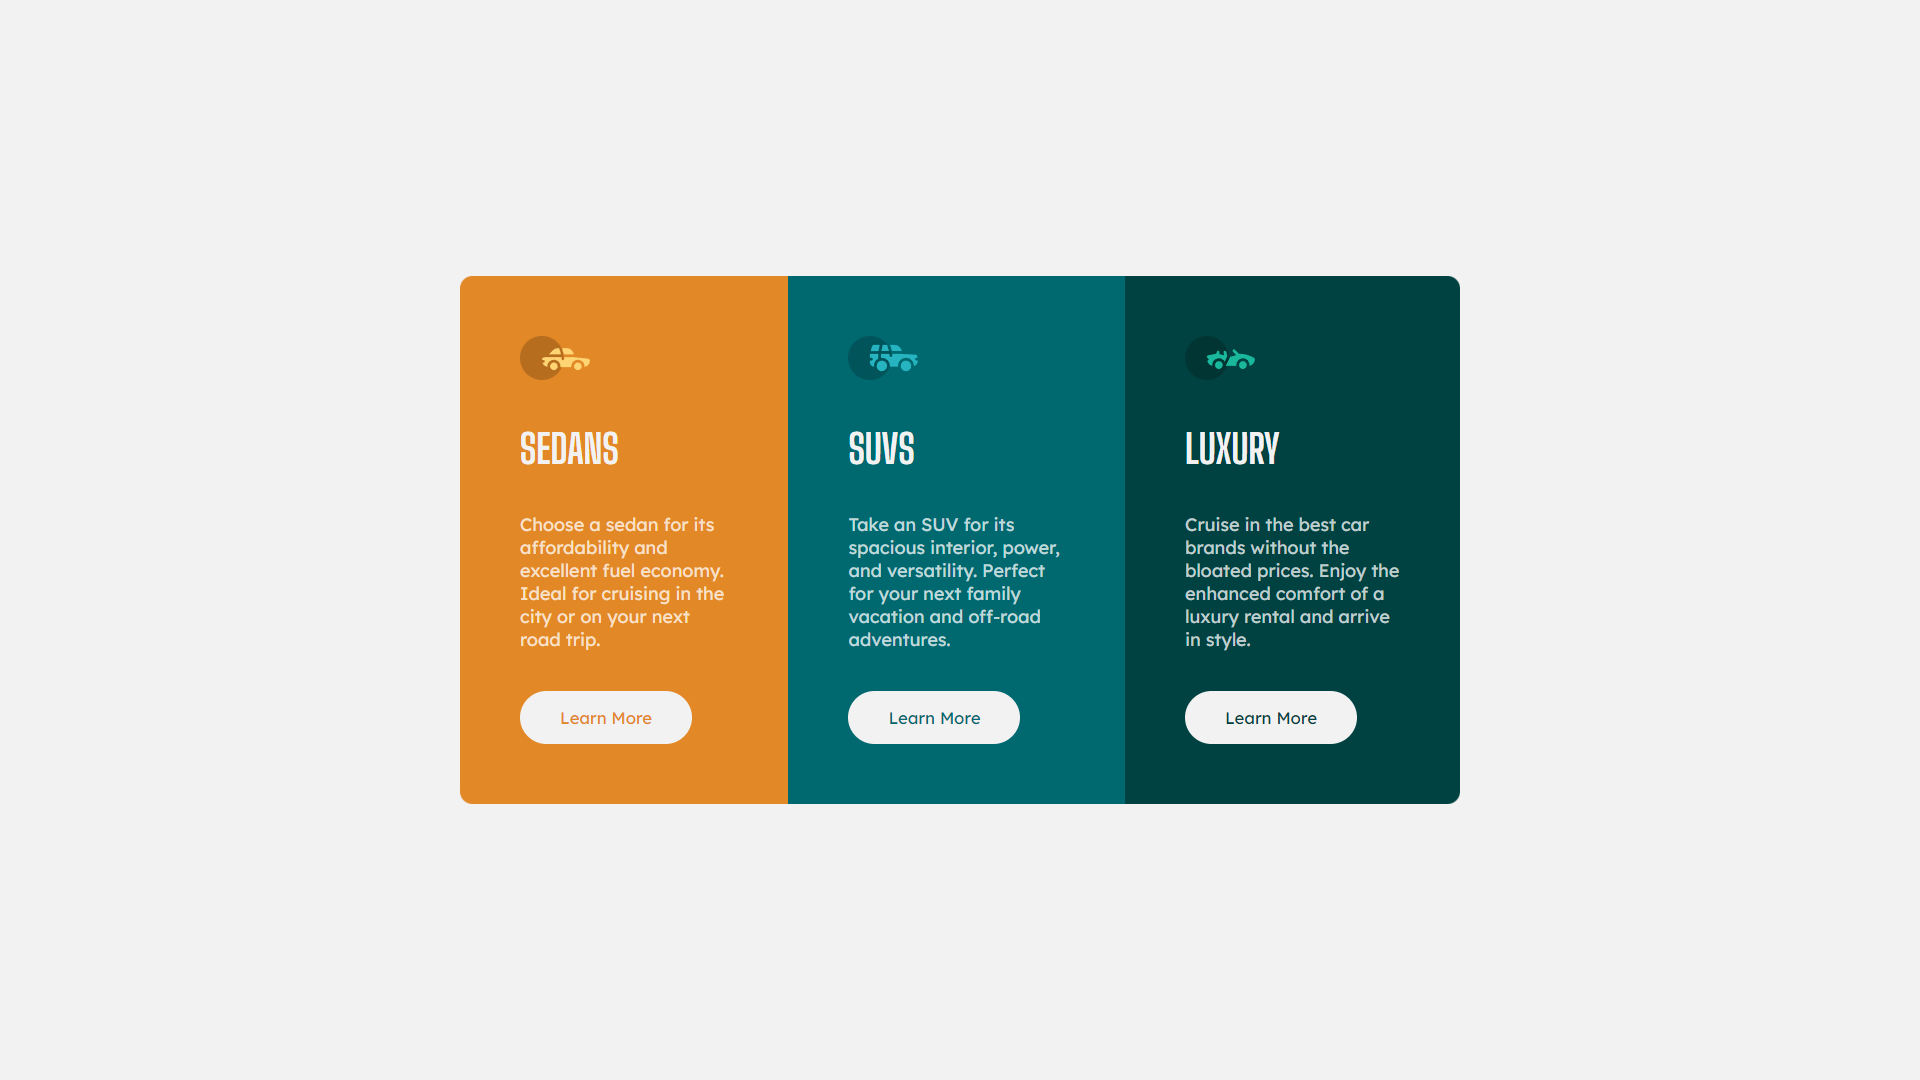 SEDANS
Choose a sedan for its
affordability and
excellent fuel economy.
Ideal for cruising in the
city or on your next
road trip.
Learn More
SUVS
Take an SUV for its
spacious interior, power,
and versatility. Perfect
for your next family
vacation and off-road
adventures.
Learn More
LUXURY
Cruise in the best car
brands without the
bloated prices. Enjoy the
enhanced comfort of a
luxury rental and arrive
in style.
Learn More